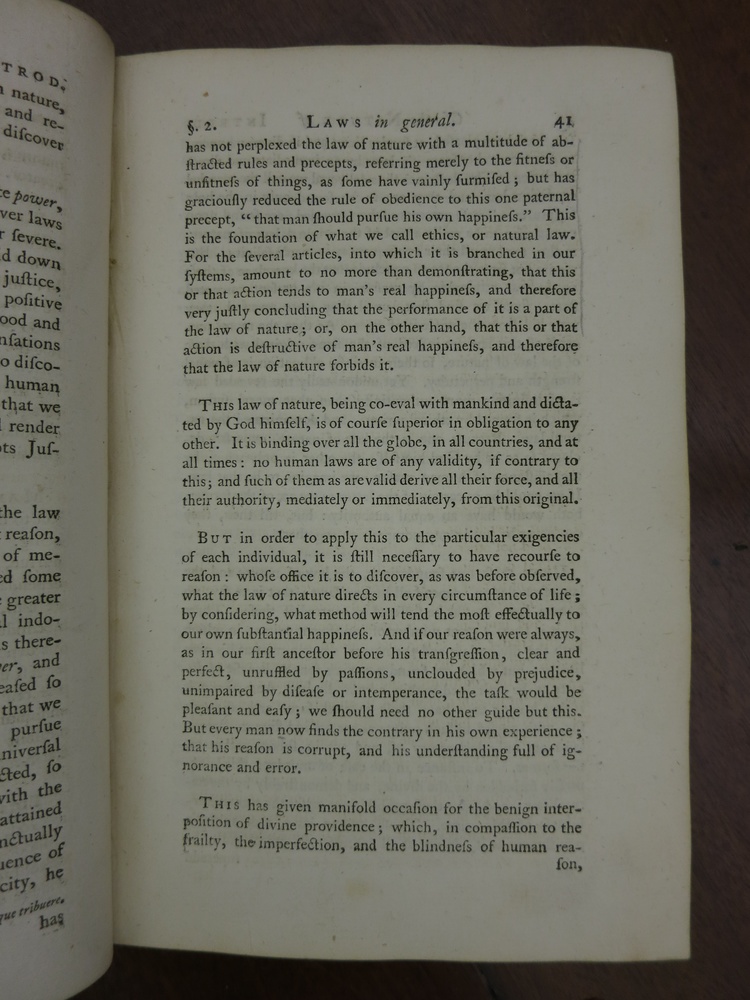 TROD.
nature,
and re-
diſcover
power,
ver laws
ſevere.
d down
juſtice,
poſitive
ood and
nſations
o diſco-
human
that we
render
ots Juſ-
the law
reaſon,
of me-
ed ſome
greater
al indo-
s there-
er, and
eaſed ſo
that we
purſue
niverſal
cted, ſo
with the
attained
nctually
uence of
city, he
que tribuere.
has
§. 2. LAWS in general. 41
has not perplexed the law of nature with a multitude of ab-
ſtracted rules and precepts, referring merely to the fitneſs or
unfitneſs of things, as ſome have vainly ſurmiſed; but has
graciouſly reduced the rule of obedience to this one paternal
precept, “that man ſhould purſue his own happineſs.” This
is the foundation of what we call ethics, or natural law.
For the ſeveral articles, into which it is branched in our
ſyſtems, amount to no more than demonſtrating, that this
or that action tends to man's real happineſs, and therefore
very juſtly concluding that the performance of it is a part of
the law of nature; or, on the other hand, that this or that
action is deſtructive of man's real happineſs, and therefore
that the law of nature forbids it.
THIS law of nature, being co-eval with mankind and dicta-
ted by God himſelf, is of courſe ſuperior in obligation to any
other. It is binding over all the globe, in all countries, and at
all times: no human laws are of any validity, if contrary to
this; and ſuch of them as are valid derive all their force, and all
their authority, mediately or immediately, from this original.
BUT in order to apply this to the particular exigencies
of each individual, it is ſtill neceſſary to have recourſe to
reaſon: whoſe office it is to diſcover, as was before obſerved,
what the law of nature directs in every circumſtance of life;
by conſidering, what method will tend the moſt effectually to
our own ſubſtantial happineſs. And if our reaſon were always,
as in our firſt anceſtor before his tranſgreſſion, clear and
perfect, unruffled by paſſions, unclouded by prejudice,
unimpaired by diſeaſe or intemperance, the taſk would be
pleaſant and eaſy; we ſhould need no other guide but this.
But every man now finds the contrary in his own experience;
that his reaſon is corrupt, and his underſtanding full of ig-
norance and error.
THIS has given manifold occaſion for the benign inter-
poſition of divine providence; which, in compaſſion to the
frailty, the imperfection, and the blindneſs of human rea-
ſon,